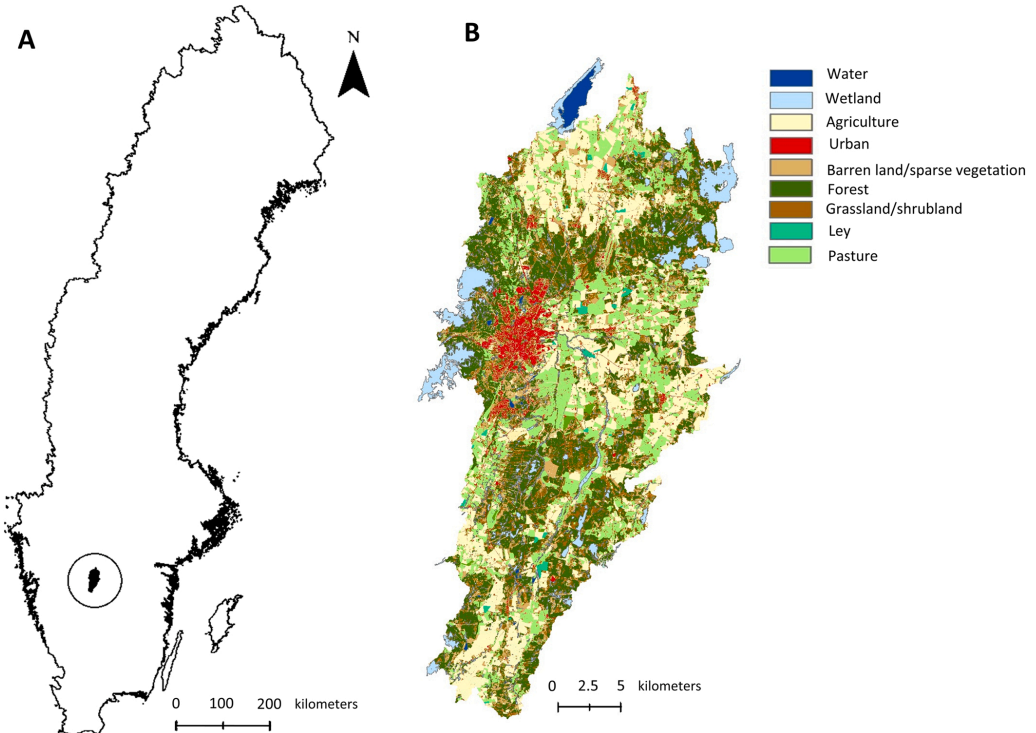 A
N
0 100 200 kilometers
B
Water
Wetland
Agriculture
Urban
Barren land/sparse vegetation
Forest
Grassland/shrubland
Ley
Pasture
0 2.5 5 kilometers